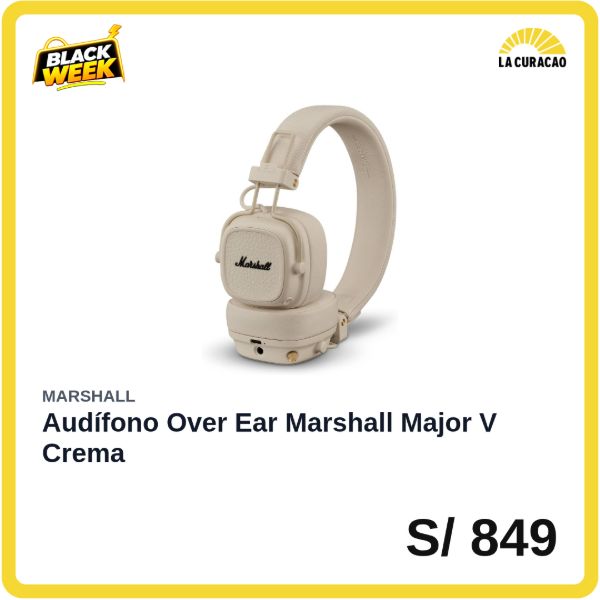 BLACK
WEEK
LA CURACAO
Marshall
MARSHALL
Audífono Over Ear Marshall Major V
Crema
S/ 849